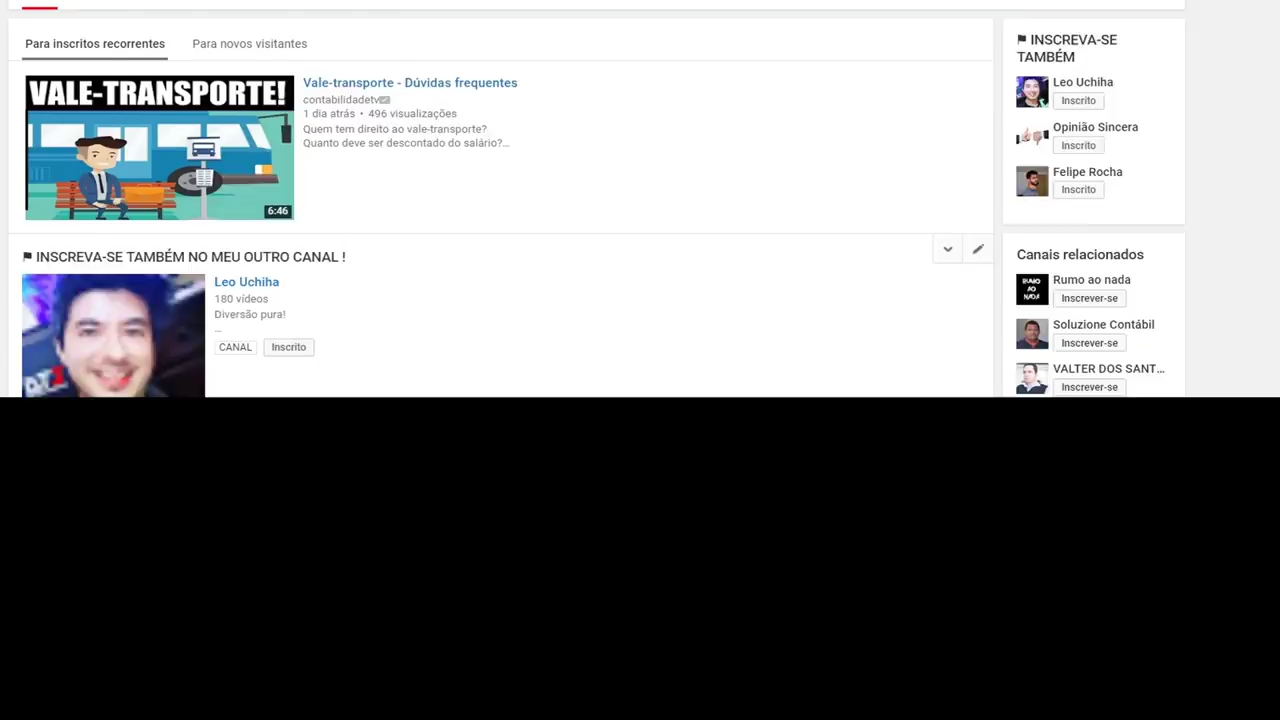 Para inscritos recorrentes
Para novos visitantes
VALE-TRANSPORTE!
6:46
Vale-transporte - Dúvidas frequentes
contabilidadetv
1 dia atrás • 496 visualizações
Quem tem direito ao vale-transporte?
Quanto deve ser descontado do salário?...
INSCREVA-SE TAMBÉM NO MEU OUTRO CANAL !
Leo Uchiha
180 vídeos
Diversão pura!
...
CANAL
Inscrito
INSCREVA-SE
TAMBÉM
Leo Uchiha
Inscrito
Opinião Sincera
Inscrito
Felipe Rocha
Inscrito
Canais relacionados
RUMO
AO
NADA
Rumo ao nada
Inscrever-se
Soluzione Contábil
Inscrever-se
VALTER DOS SANT...
Inscrever-se